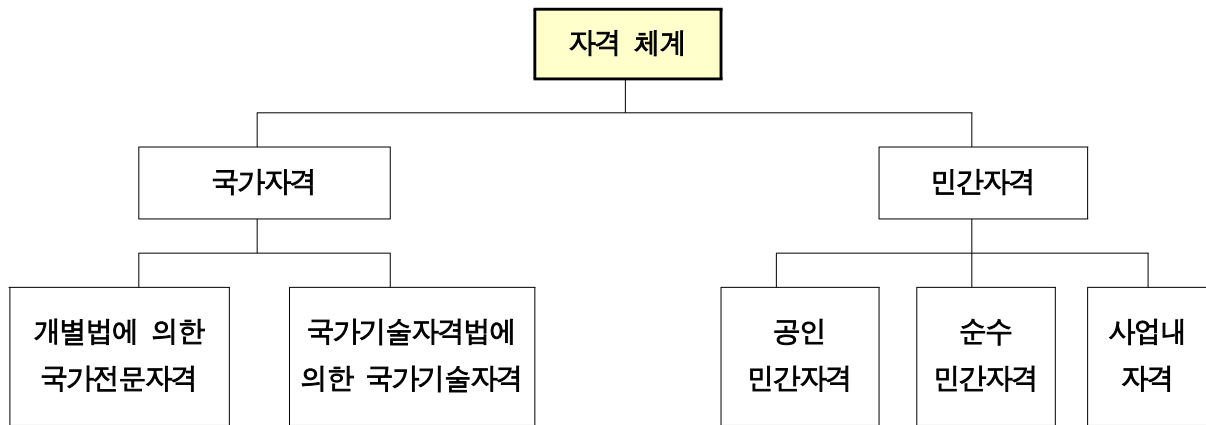 자격 체계
국가자격
민간자격
개별법에 의한
국가전문자격
국가기술자격법에
의한 국가기술자격
공인
민간자격
순수
민간자격
사업내
자격